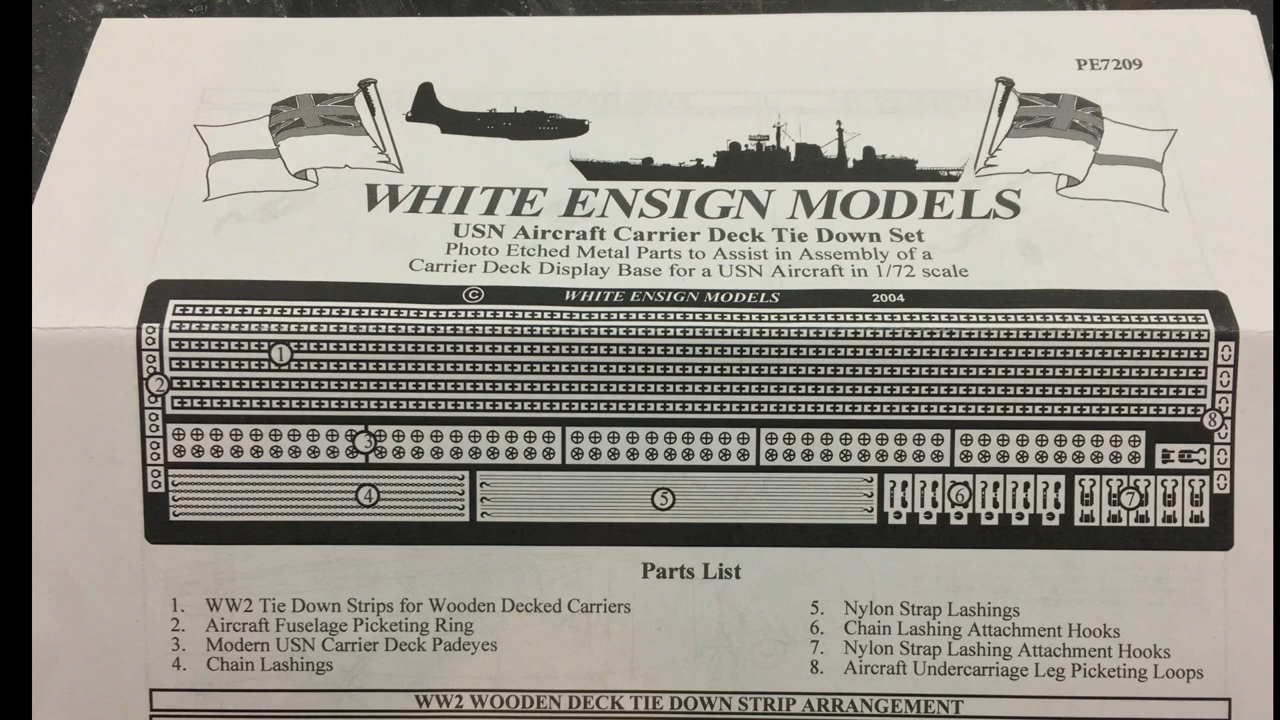 PE7209
WHITE ENSIGN MODELS
USN Aircraft Carrier Deck Tie Down Set
Photo Etched Metal Parts to Assist in Assembly of a
Carrier Deck Display Base for a USN Aircraft in 1/72 scale
© WHITE ENSIGN MODELS 2004
1
2
8
3
4
5
6
7
Parts List
1. WW2 Tie Down Strips for Wooden Decked Carriers
2. Aircraft Fuselage Picketing Ring
3. Modern USN Carrier Deck Padeyes
4. Chain Lashings
5. Nylon Strap Lashings
6. Chain Lashing Attachment Hooks
7. Nylon Strap Lashing Attachment Hooks
8. Aircraft Undercarriage Leg Picketing Loops
WW2 WOODEN DECK TIE DOWN STRIP ARRANGEMENT